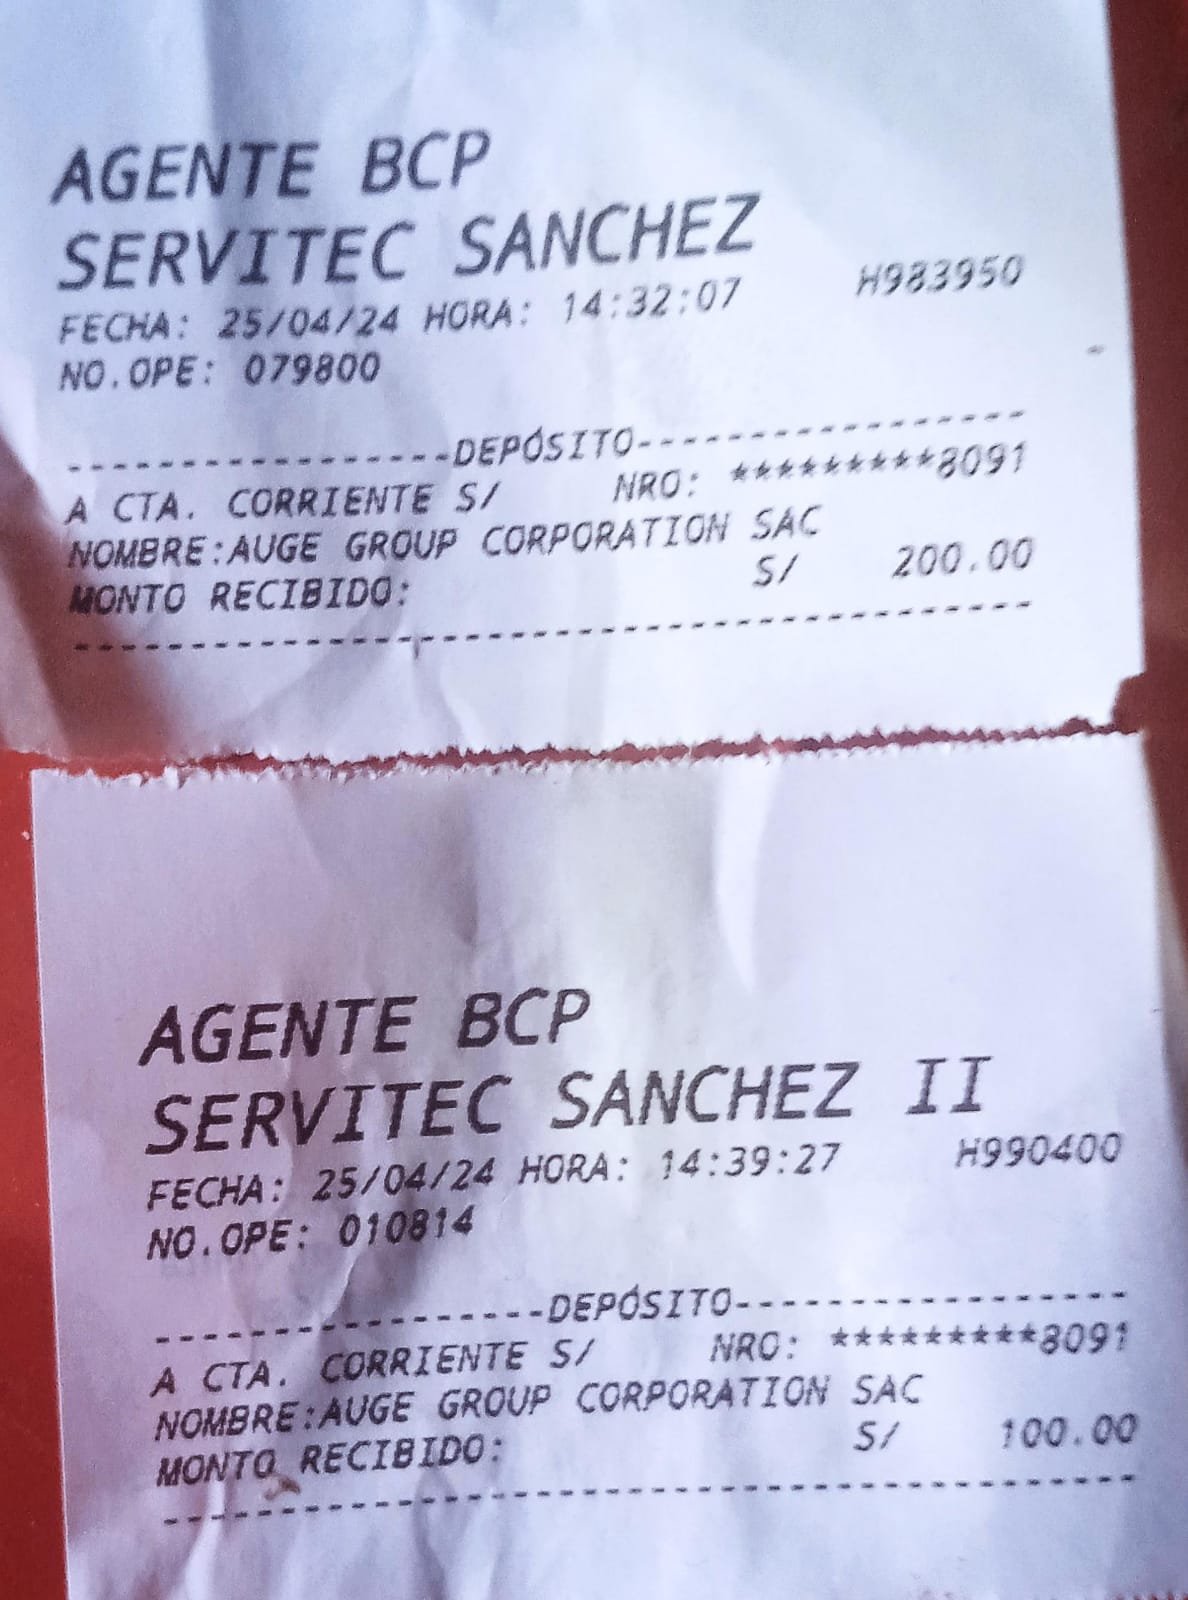 AGENTE BCP
SERVITEC SANCHEZ
FECHA: 25/04/24 HORA: 14:32:07 H983950
NO.OPE: 079800
-----------------DEPÓSITO-----------------
A CTA. CORRIENTE S/ NRO: *********8091
NOMBRE:AUGE GROUP CORPORATION SAC
MONTO RECIBIDO: S/ 200.00
------------------------------------------
AGENTE BCP
SERVITEC SANCHEZ II
FECHA: 25/04/24 HORA: 14:39:27 H990400
NO.OPE: 010814
-----------------DEPÓSITO-----------------
A CTA. CORRIENTE S/ NRO: *********8091
NOMBRE:AUGE GROUP CORPORATION SAC
MONTO RECIBIDO: S/ 100.00
------------------------------------------